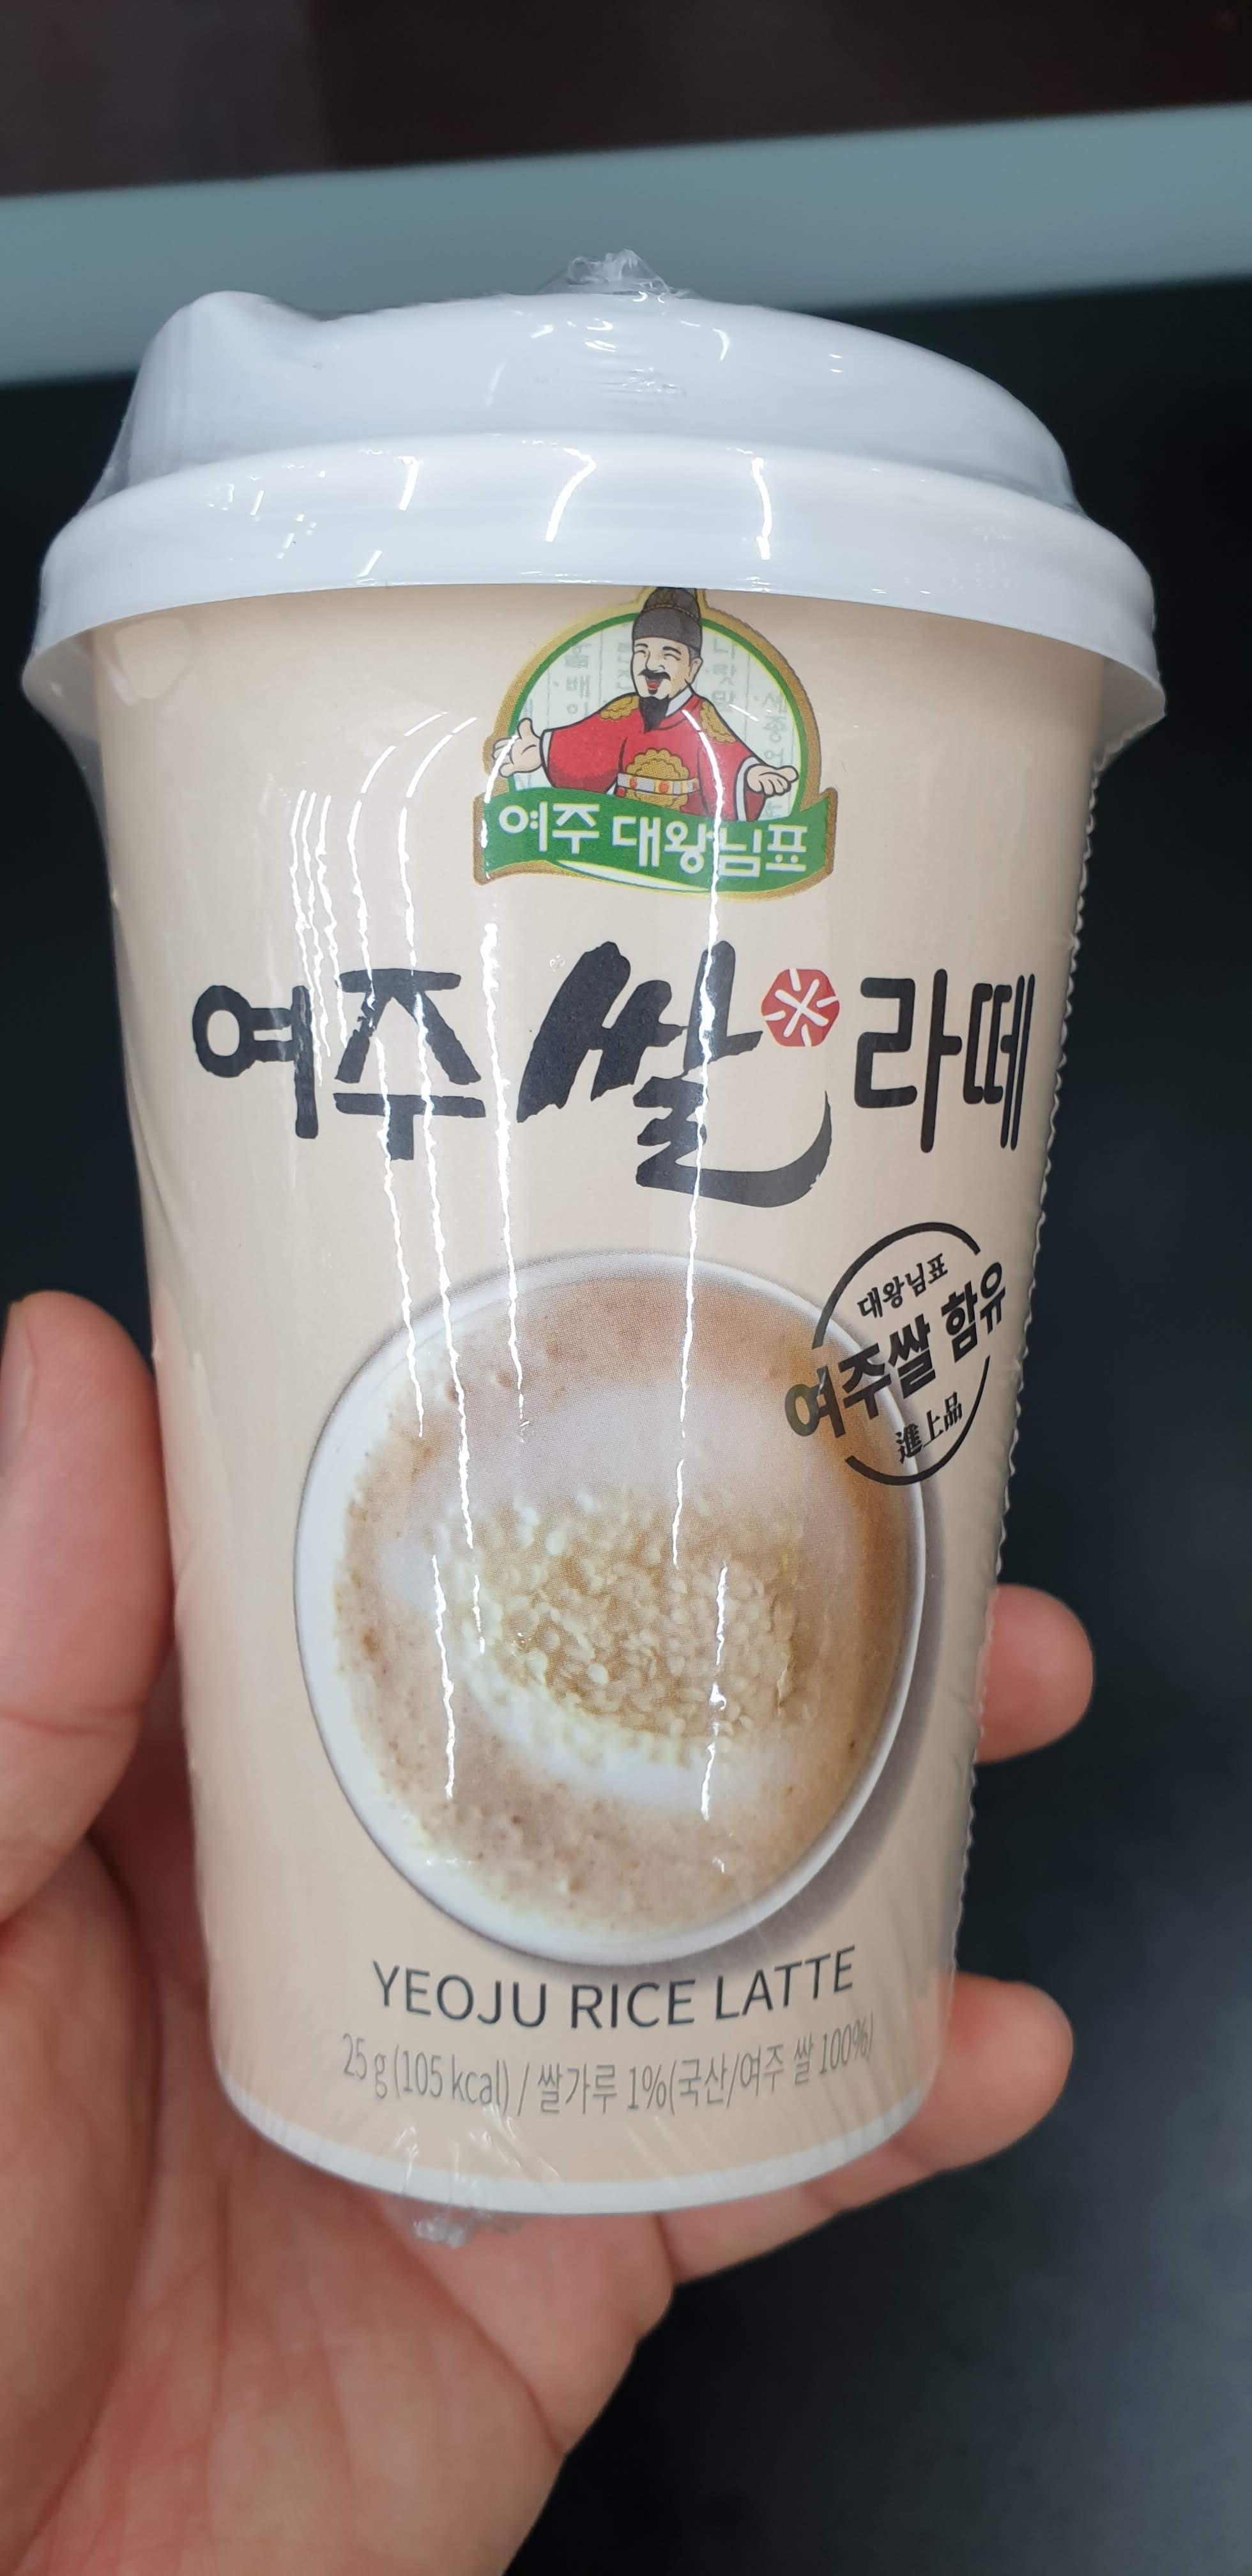 여주 대왕님표
여주쌀 라떼
대왕님표
여주쌀 함유
進上品
YEOJU RICE LATTE
25 g (105 kcal) / 쌀가루 1%(국산/여주 쌀 100%)